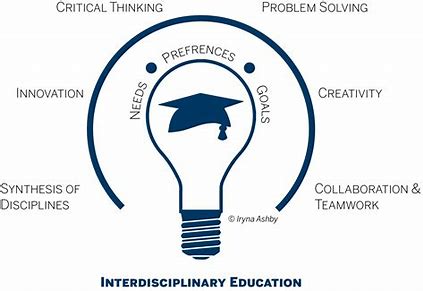 CRITICAL THINKING
PROBLEM SOLVING
INNOVATION
NEEDS
PREFRENCES
GOALS
CREATIVITY
SYNTHESIS OF
DISCIPLINES
COLLABORATION &
TEAMWORK
© Iryna Ashby
INTERDISCIPLINARY EDUCATION